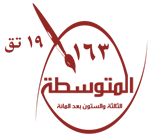 ١٩ تق
١٦٣
المتوسطة
الثالثة والستون بعد المائة